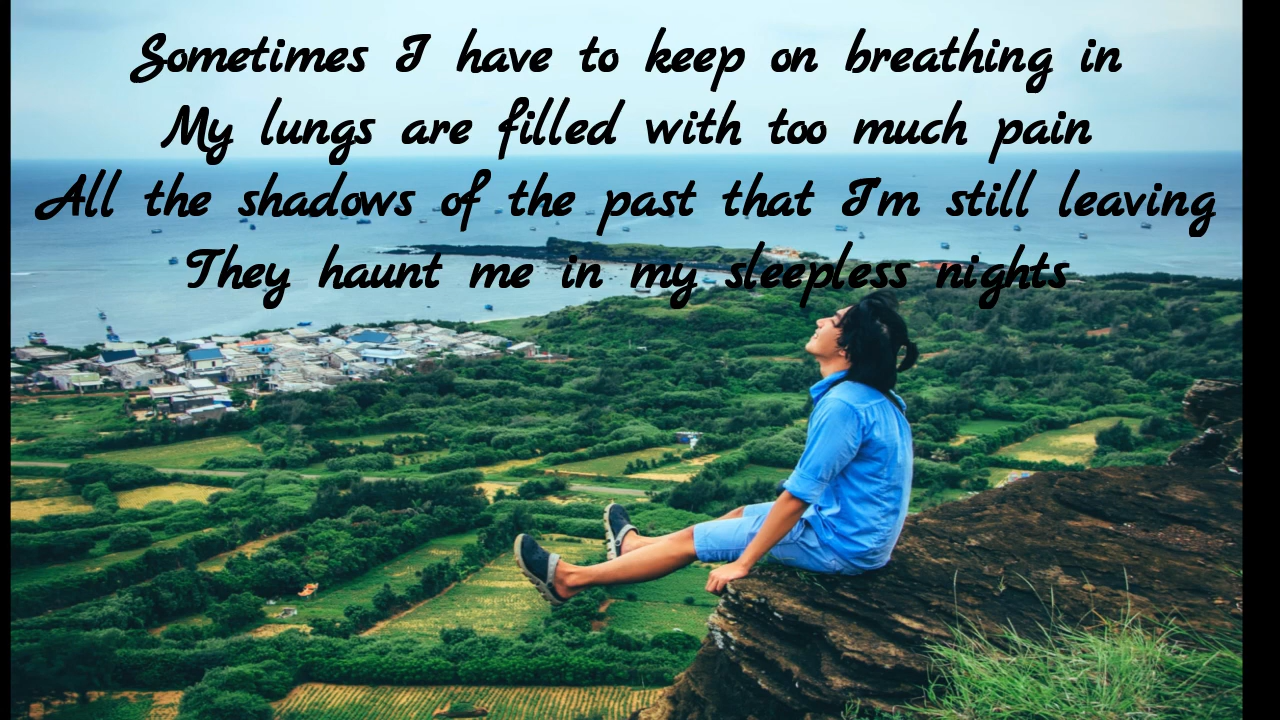 Sometimes I have to keep on breathing in
My lungs are filled with too much pain
All the shadows of the past that I'm still leaving
They haunt me in my sleepless nights